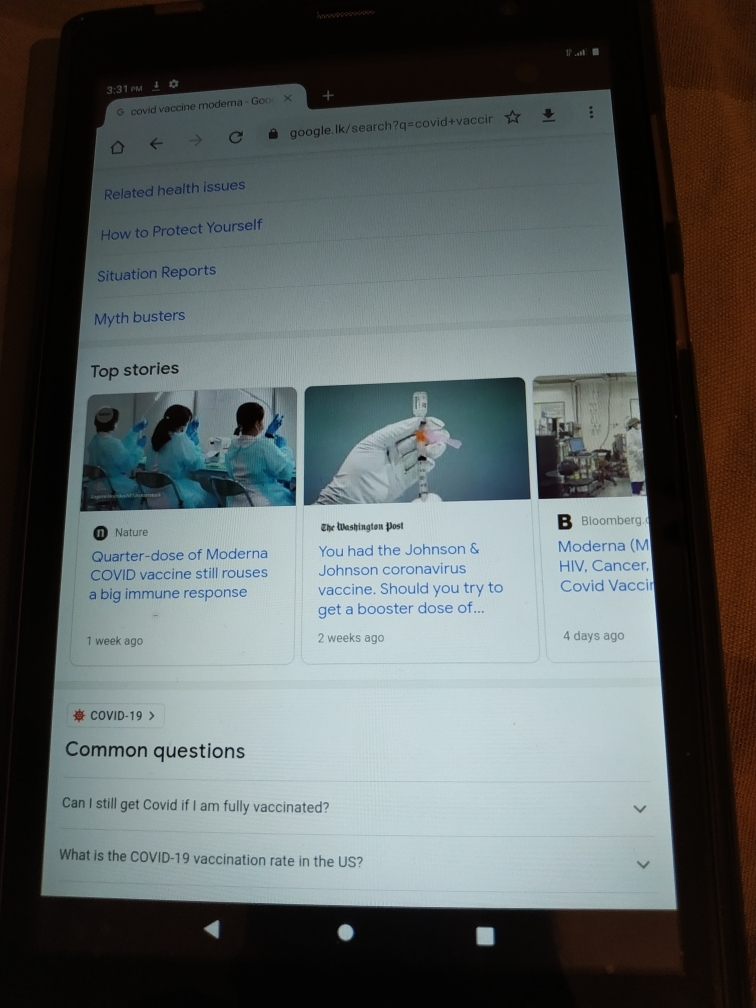 3:31 PM
covid vaccine moderna - Goo
google.lk/search?q=covid+vaccir
Related health issues
How to Protect Yourself
Situation Reports
Myth busters
Top stories
n Nature
Quarter-dose of Moderna
COVID vaccine still rouses
a big immune response
1 week ago
The Washington Post
You had the Johnson &
Johnson coronavirus
vaccine. Should you try to
get a booster dose of...
2 weeks ago
B Bloomberg.c
Moderna (M
HIV, Cancer,
Covid Vaccin
4 days ago
COVID-19
Common questions
Can I still get Covid if I am fully vaccinated?
What is the COVID-19 vaccination rate in the US?